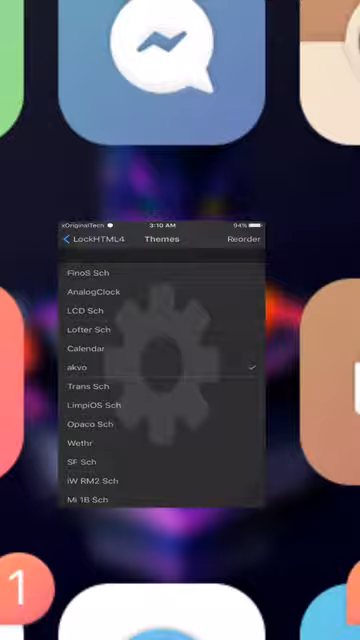 xOriginalTech 3:10 AM 94%
LockHTML4 Themes Reorder
FinoS Sch
AnalogClock
LCD Sch
Lofter Sch
Calendar
akvo
Trans Sch
LimpiOS Sch
Opaco Sch
Wethr
SF Sch
iW RM2 Sch
Mi 16 Sch
1